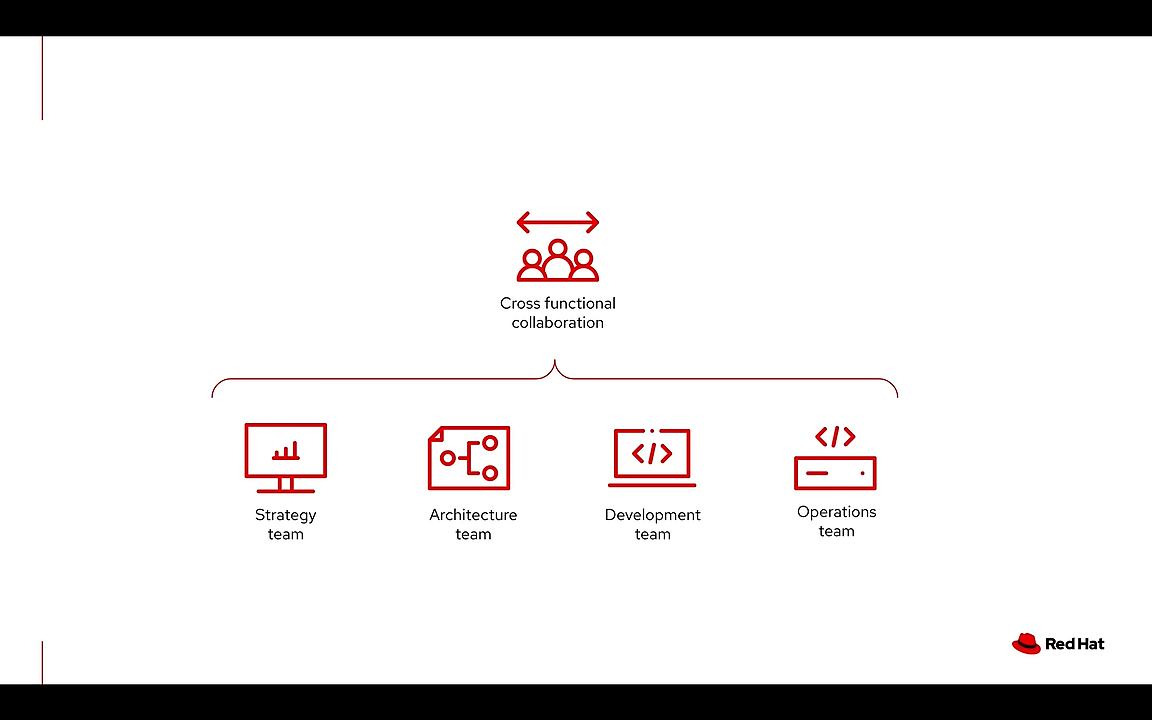 Cross functional
collaboration
Strategy
team
Architecture
team
Development
team
Operations
team
Red Hat